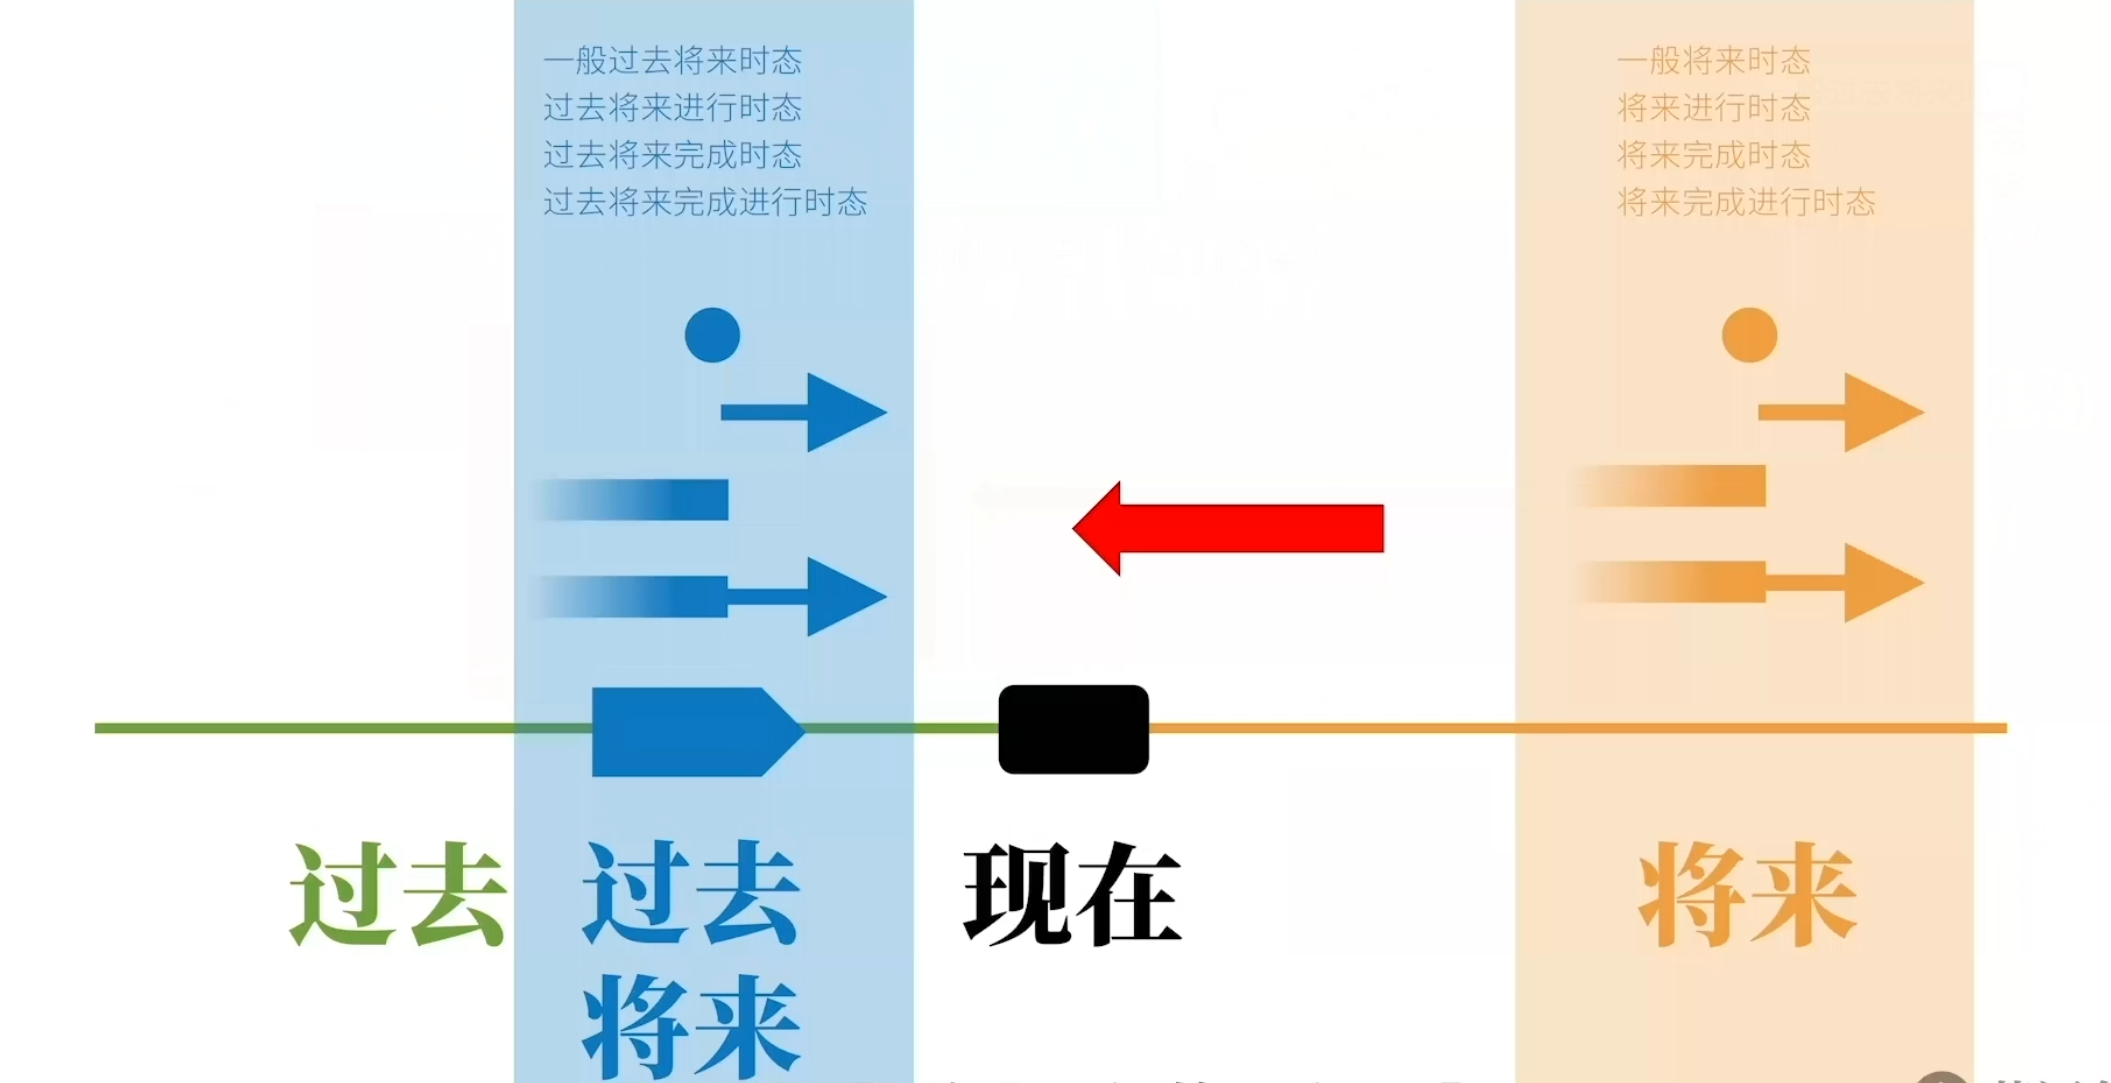 一般过去将来时态
过去将来进行时态
过去将来完成时态
过去将来完成进行时态
一般将来时态
将来进行时态
将来完成时态
将来完成进行时态
过去
过去
将来
现在
将来